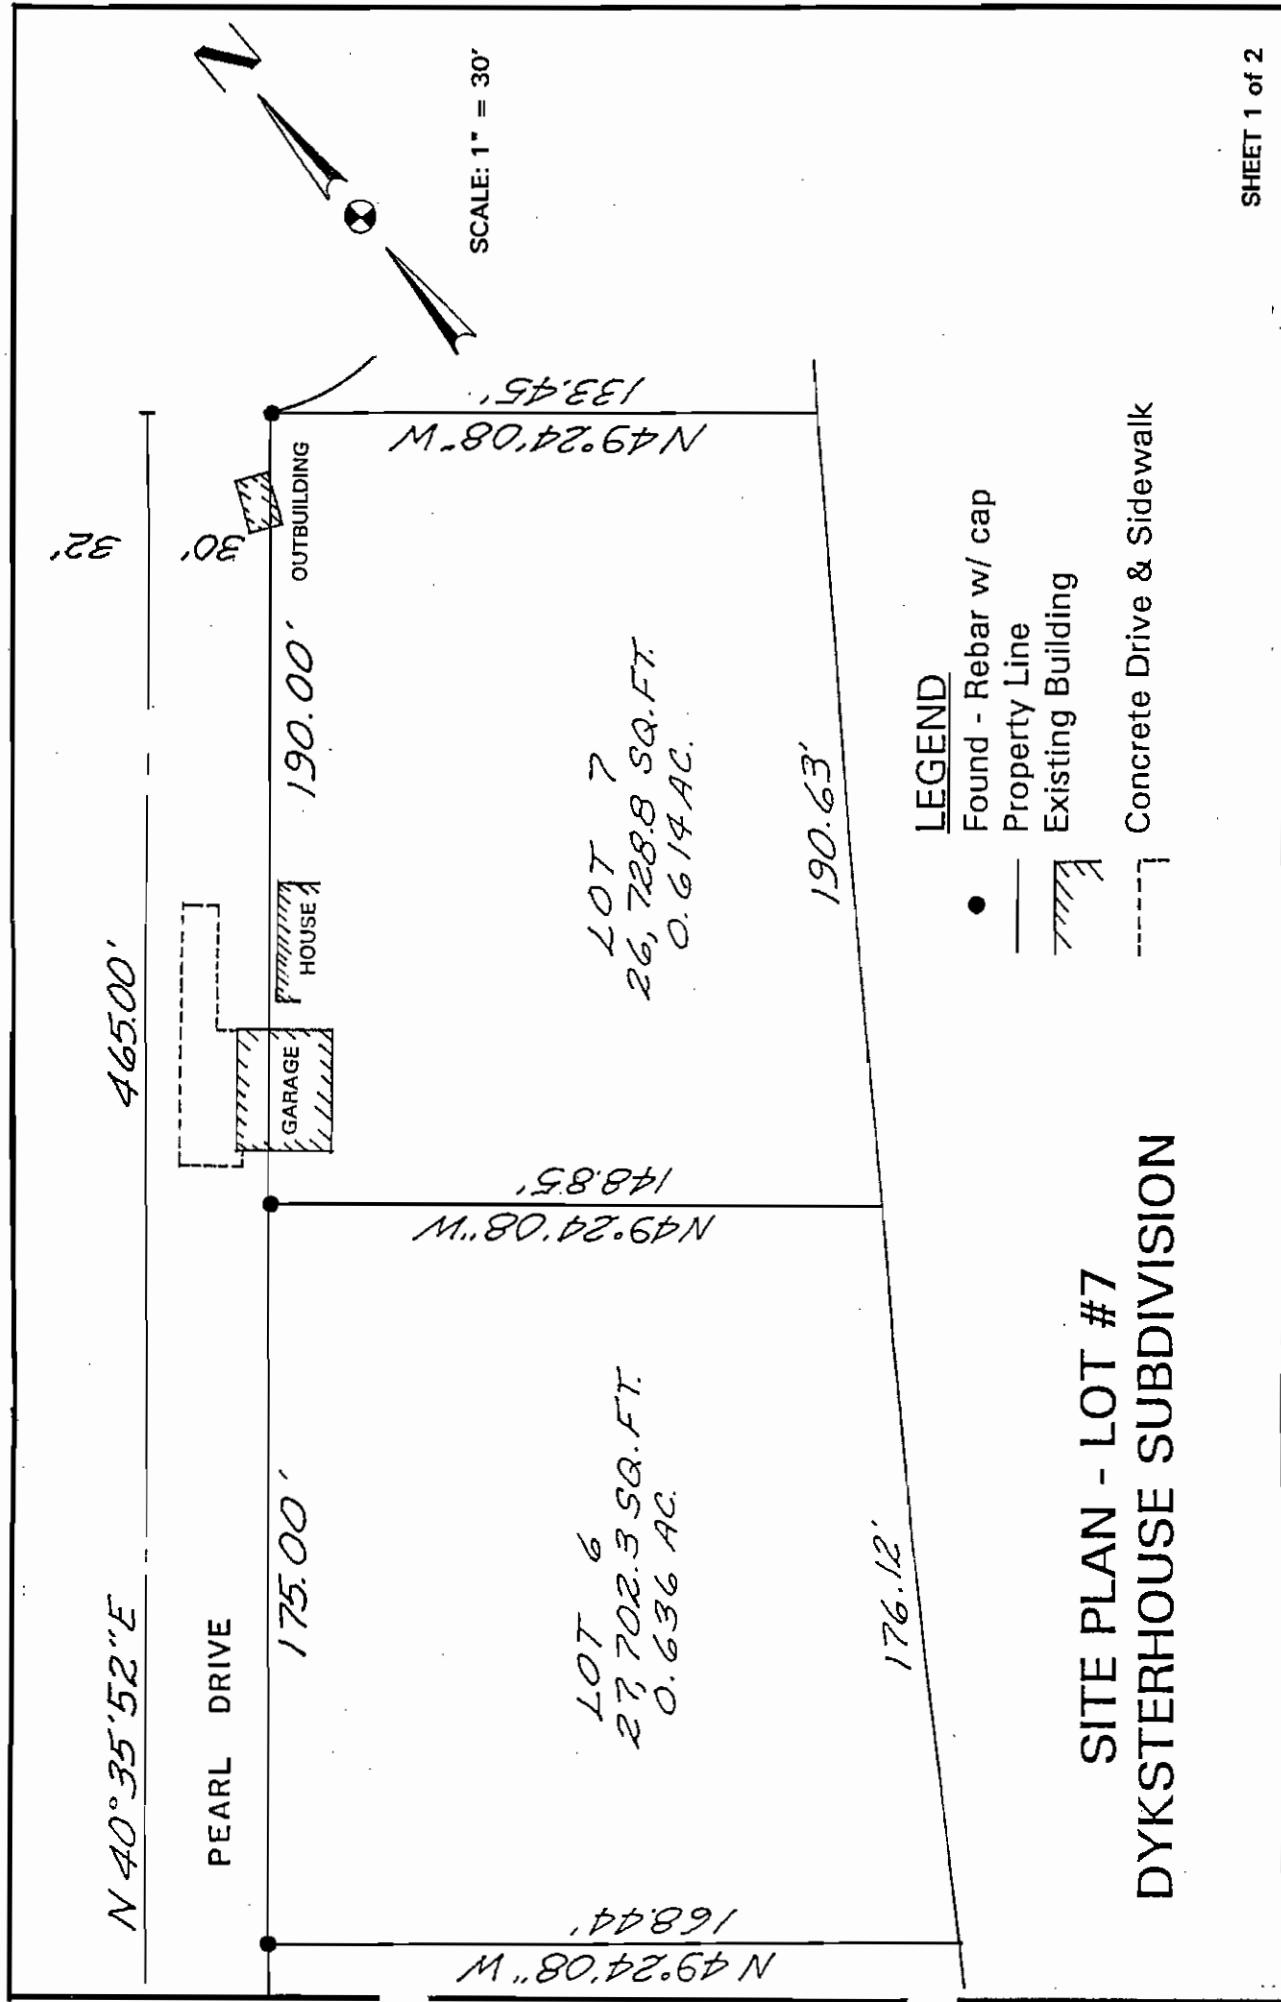 N
SCALE: 1" = 30'
N 40°35'52"E
465.00'
32'
30'
PEARL DRIVE
175.00'
190.00'
GARAGE
HOUSE
OUTBUILDING
N49°24'08"W
168.44'
N49°24'08"W
148.85'
N49°24'08"W
133.45'
LOT 6
27,702.3 SQ.FT.
0.636 AC.
LOT 7
26,728.8 SQ.FT.
0.614 AC.
176.12'
190.63'
LEGEND
Found - Rebar w/ cap
Property Line
Existing Building
Concrete Drive & Sidewalk
SITE PLAN - LOT #7
DYKSTERHOUSE SUBDIVISION
SHEET 1 of 2